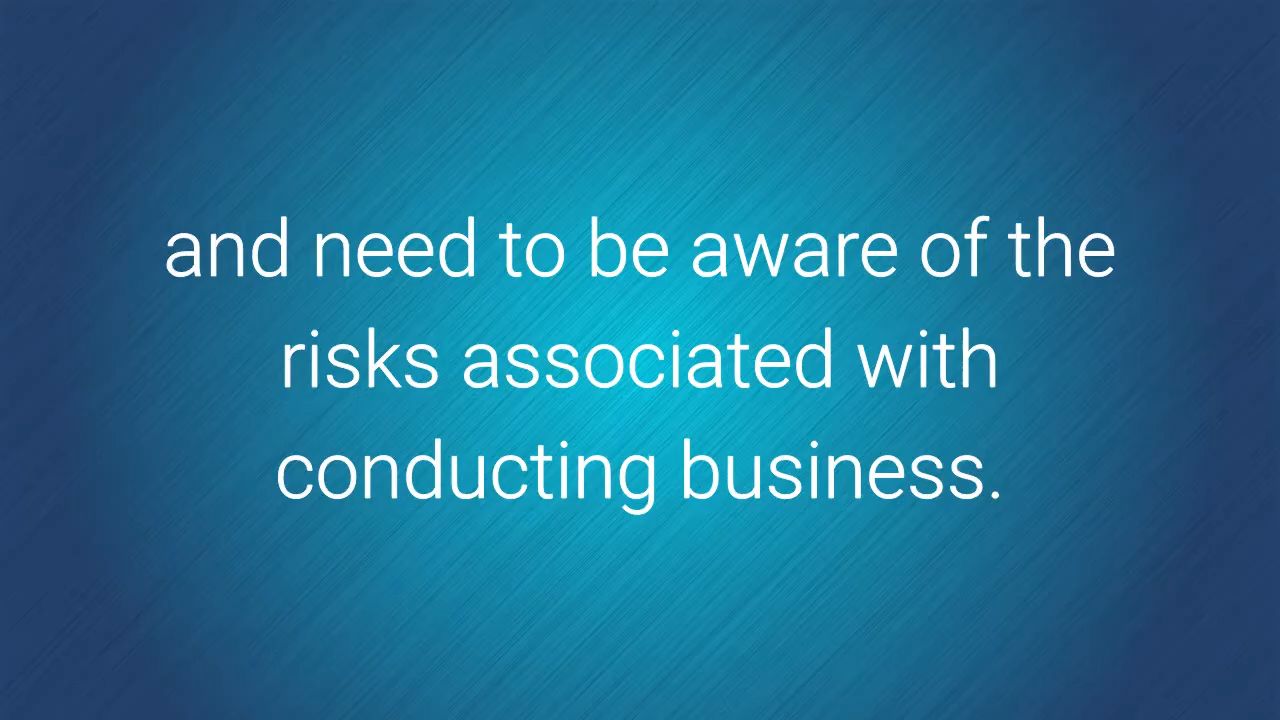 and need to be aware of the
risks associated with
conducting business.